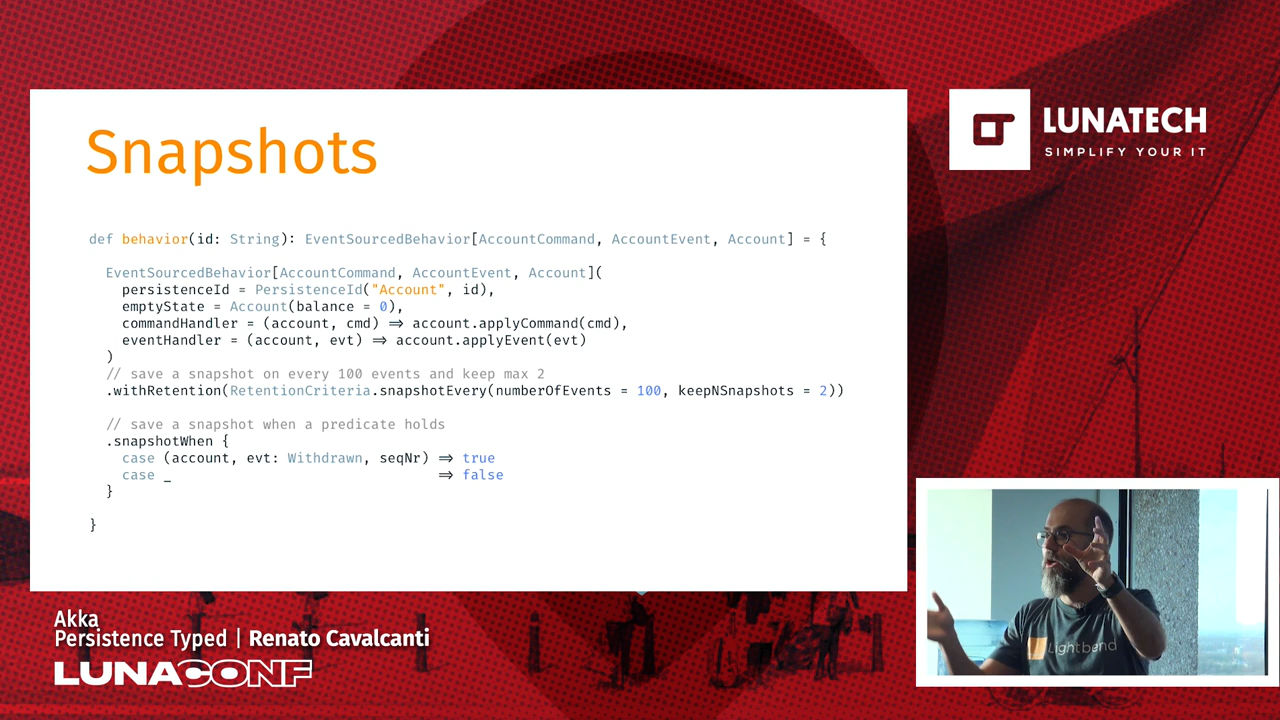 Snapshots
def behavior(id: String): EventSourcedBehavior[AccountCommand, AccountEvent, Account] = {
EventSourcedBehavior[AccountCommand, AccountEvent, Account](
persistenceId = PersistenceId("Account", id),
emptyState = Account(balance = 0),
commandHandler = (account, cmd) ⇒ account.applyCommand(cmd),
eventHandler = (account, evt) ⇒ account.applyEvent(evt)
)
// save a snapshot on every 100 events and keep max 2
.withRetention(RetentionCriteria.snapshotEvery(numberOfEvents = 100, keepNSnapshots = 2))
// save a snapshot when a predicate holds
.snapshotWhen {
case (account, evt: Withdrawn, seqNr) ⇒ true
case _ ⇒ false
}
}
LUNATECH
SIMPLIFY YOUR IT
Lightbend
Akka
Persistence Typed | Renato Cavalcanti
LUNACONF